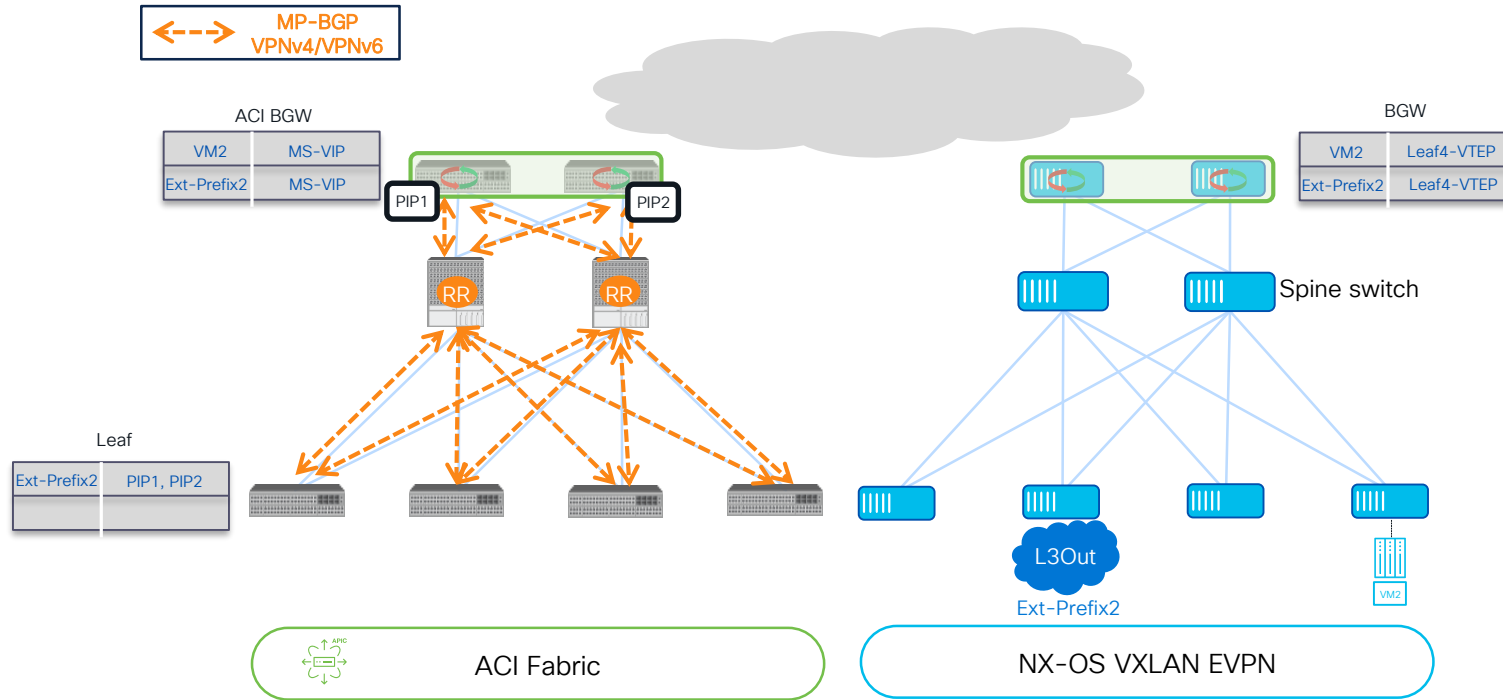 MP-BGP
VPNv4/VPNv6
ACI BGW
VM2 MS-VIP
Ext-Prefix2 MS-VIP
BGW
VM2 Leaf4-VTEP
Ext-Prefix2 Leaf4-VTEP
PIP1
PIP2
RR
RR
Spine switch
Leaf
Ext-Prefix2 PIP1, PIP2
L3Out
Ext-Prefix2
VM2
APIC
ACI Fabric
NX-OS VXLAN EVPN